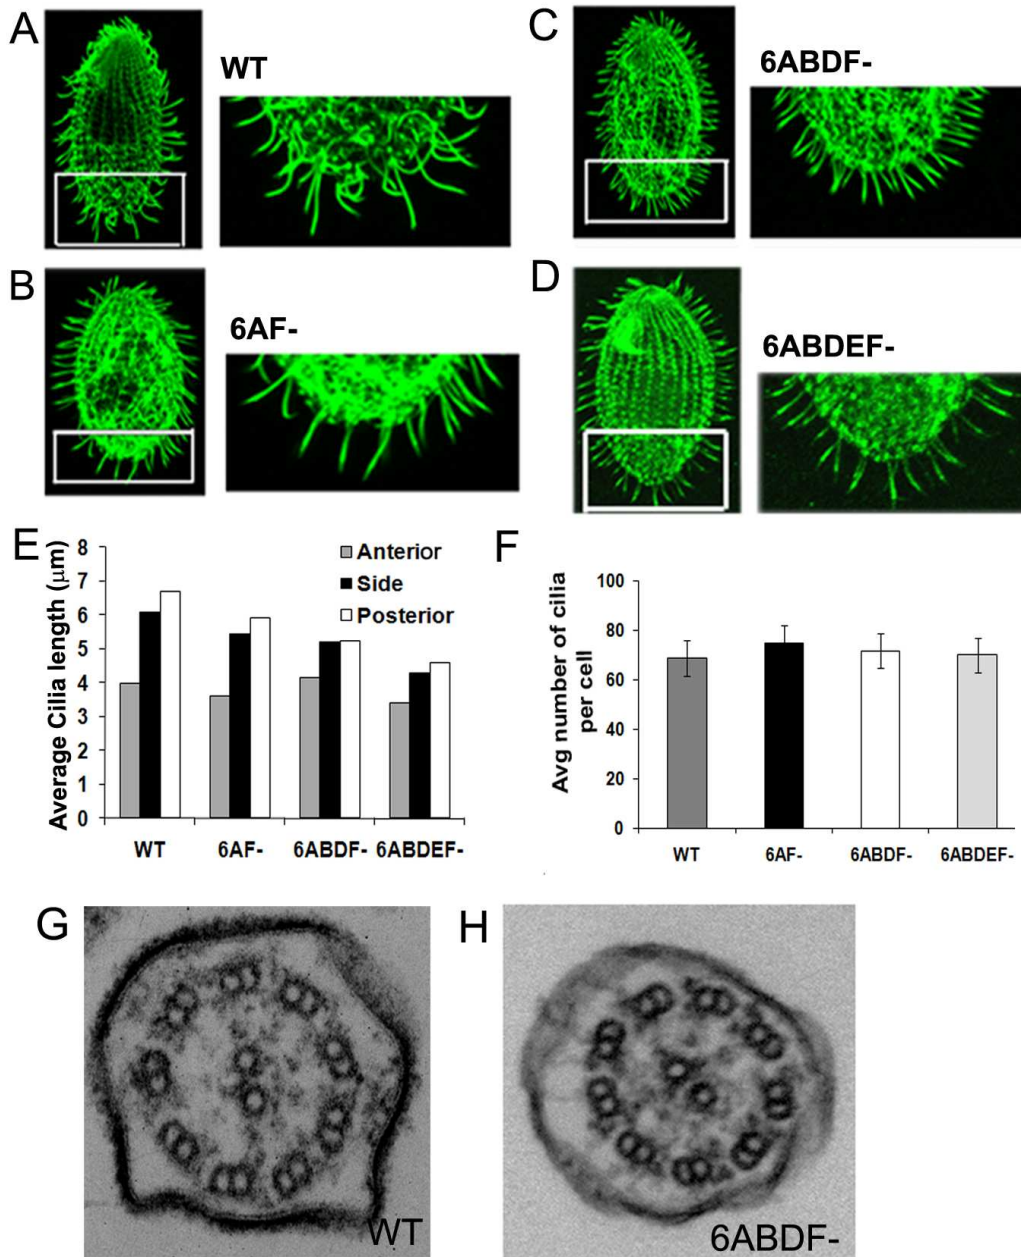 A
WT
B
6AF-
C
6ABDF-
D
6ABDEF-
E
Average Cilia length (μm)
8
7
6
5
4
3
2
1
0
Anterior
Side
Posterior
WT
6AF-
6ABDF-
6ABDEF-
F
Avg number of cilia
per cell
100
80
60
40
20
0
WT
6AF-
6ABDF-
6ABDEF-
G
WT
H
6ABDF-